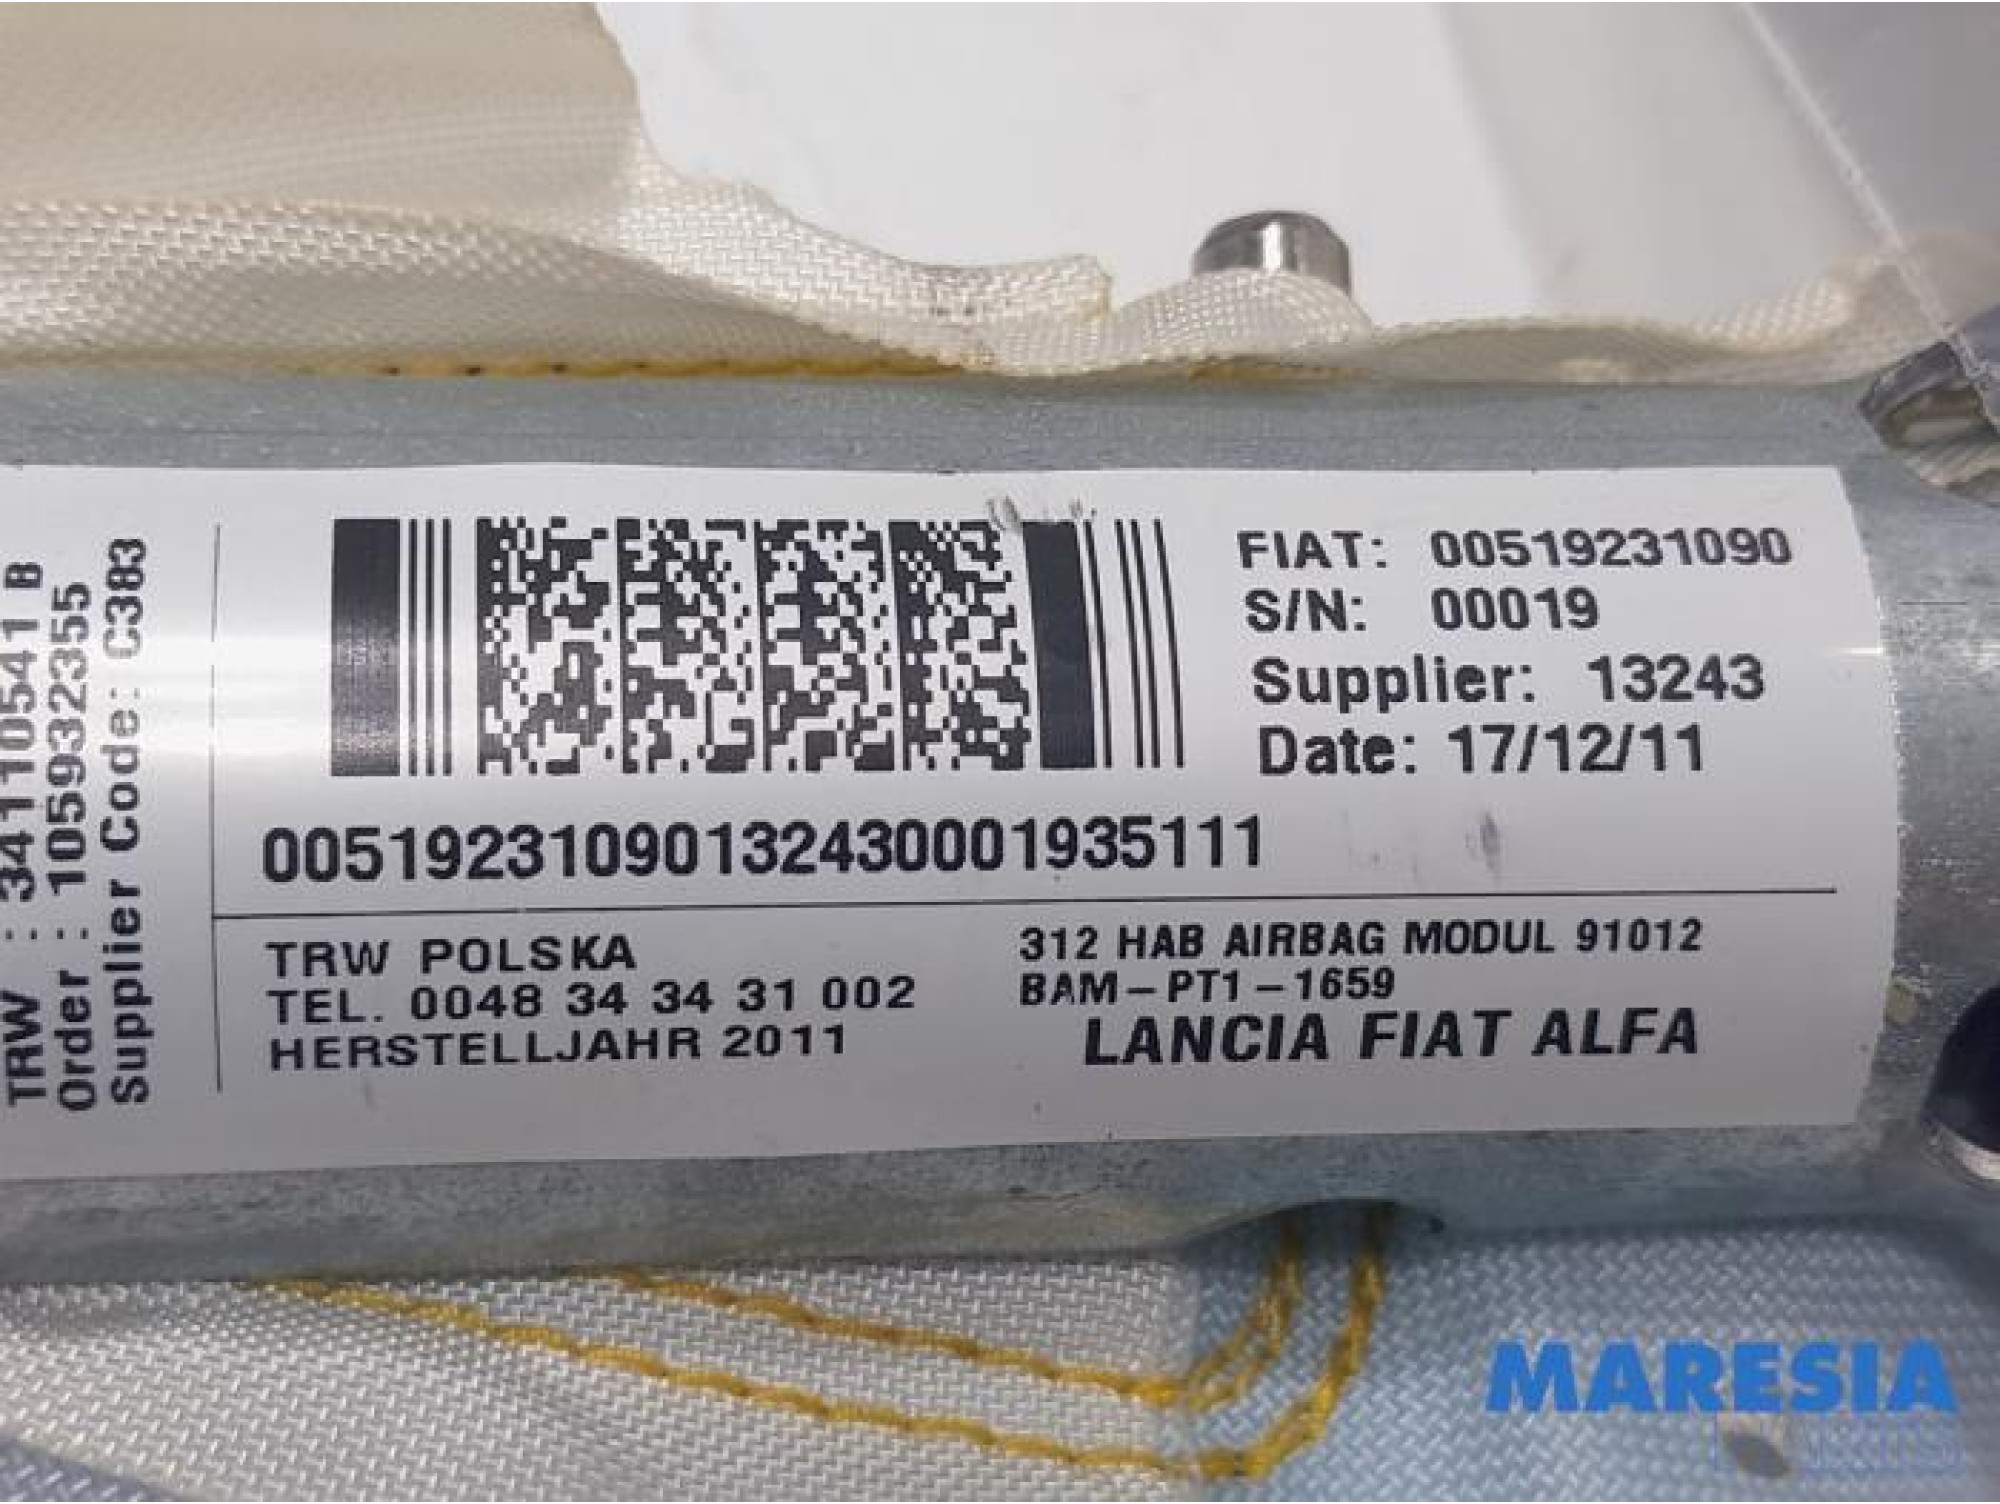 TRW : 34110541 B
Order : 105932355
Supplier Code: C383
FIAT: 00519231090
S/N: 00019
Supplier: 13243
Date: 17/12/11
00519231090132430001935111
TRW POLSKA
TEL. 0048 34 34 31 002
HERSTELLJAHR 2011
312 HAB AIRBAG MODUL 91012
BAM-PT1-1659
LANCIA FIAT ALFA
MARESIA
PARTS